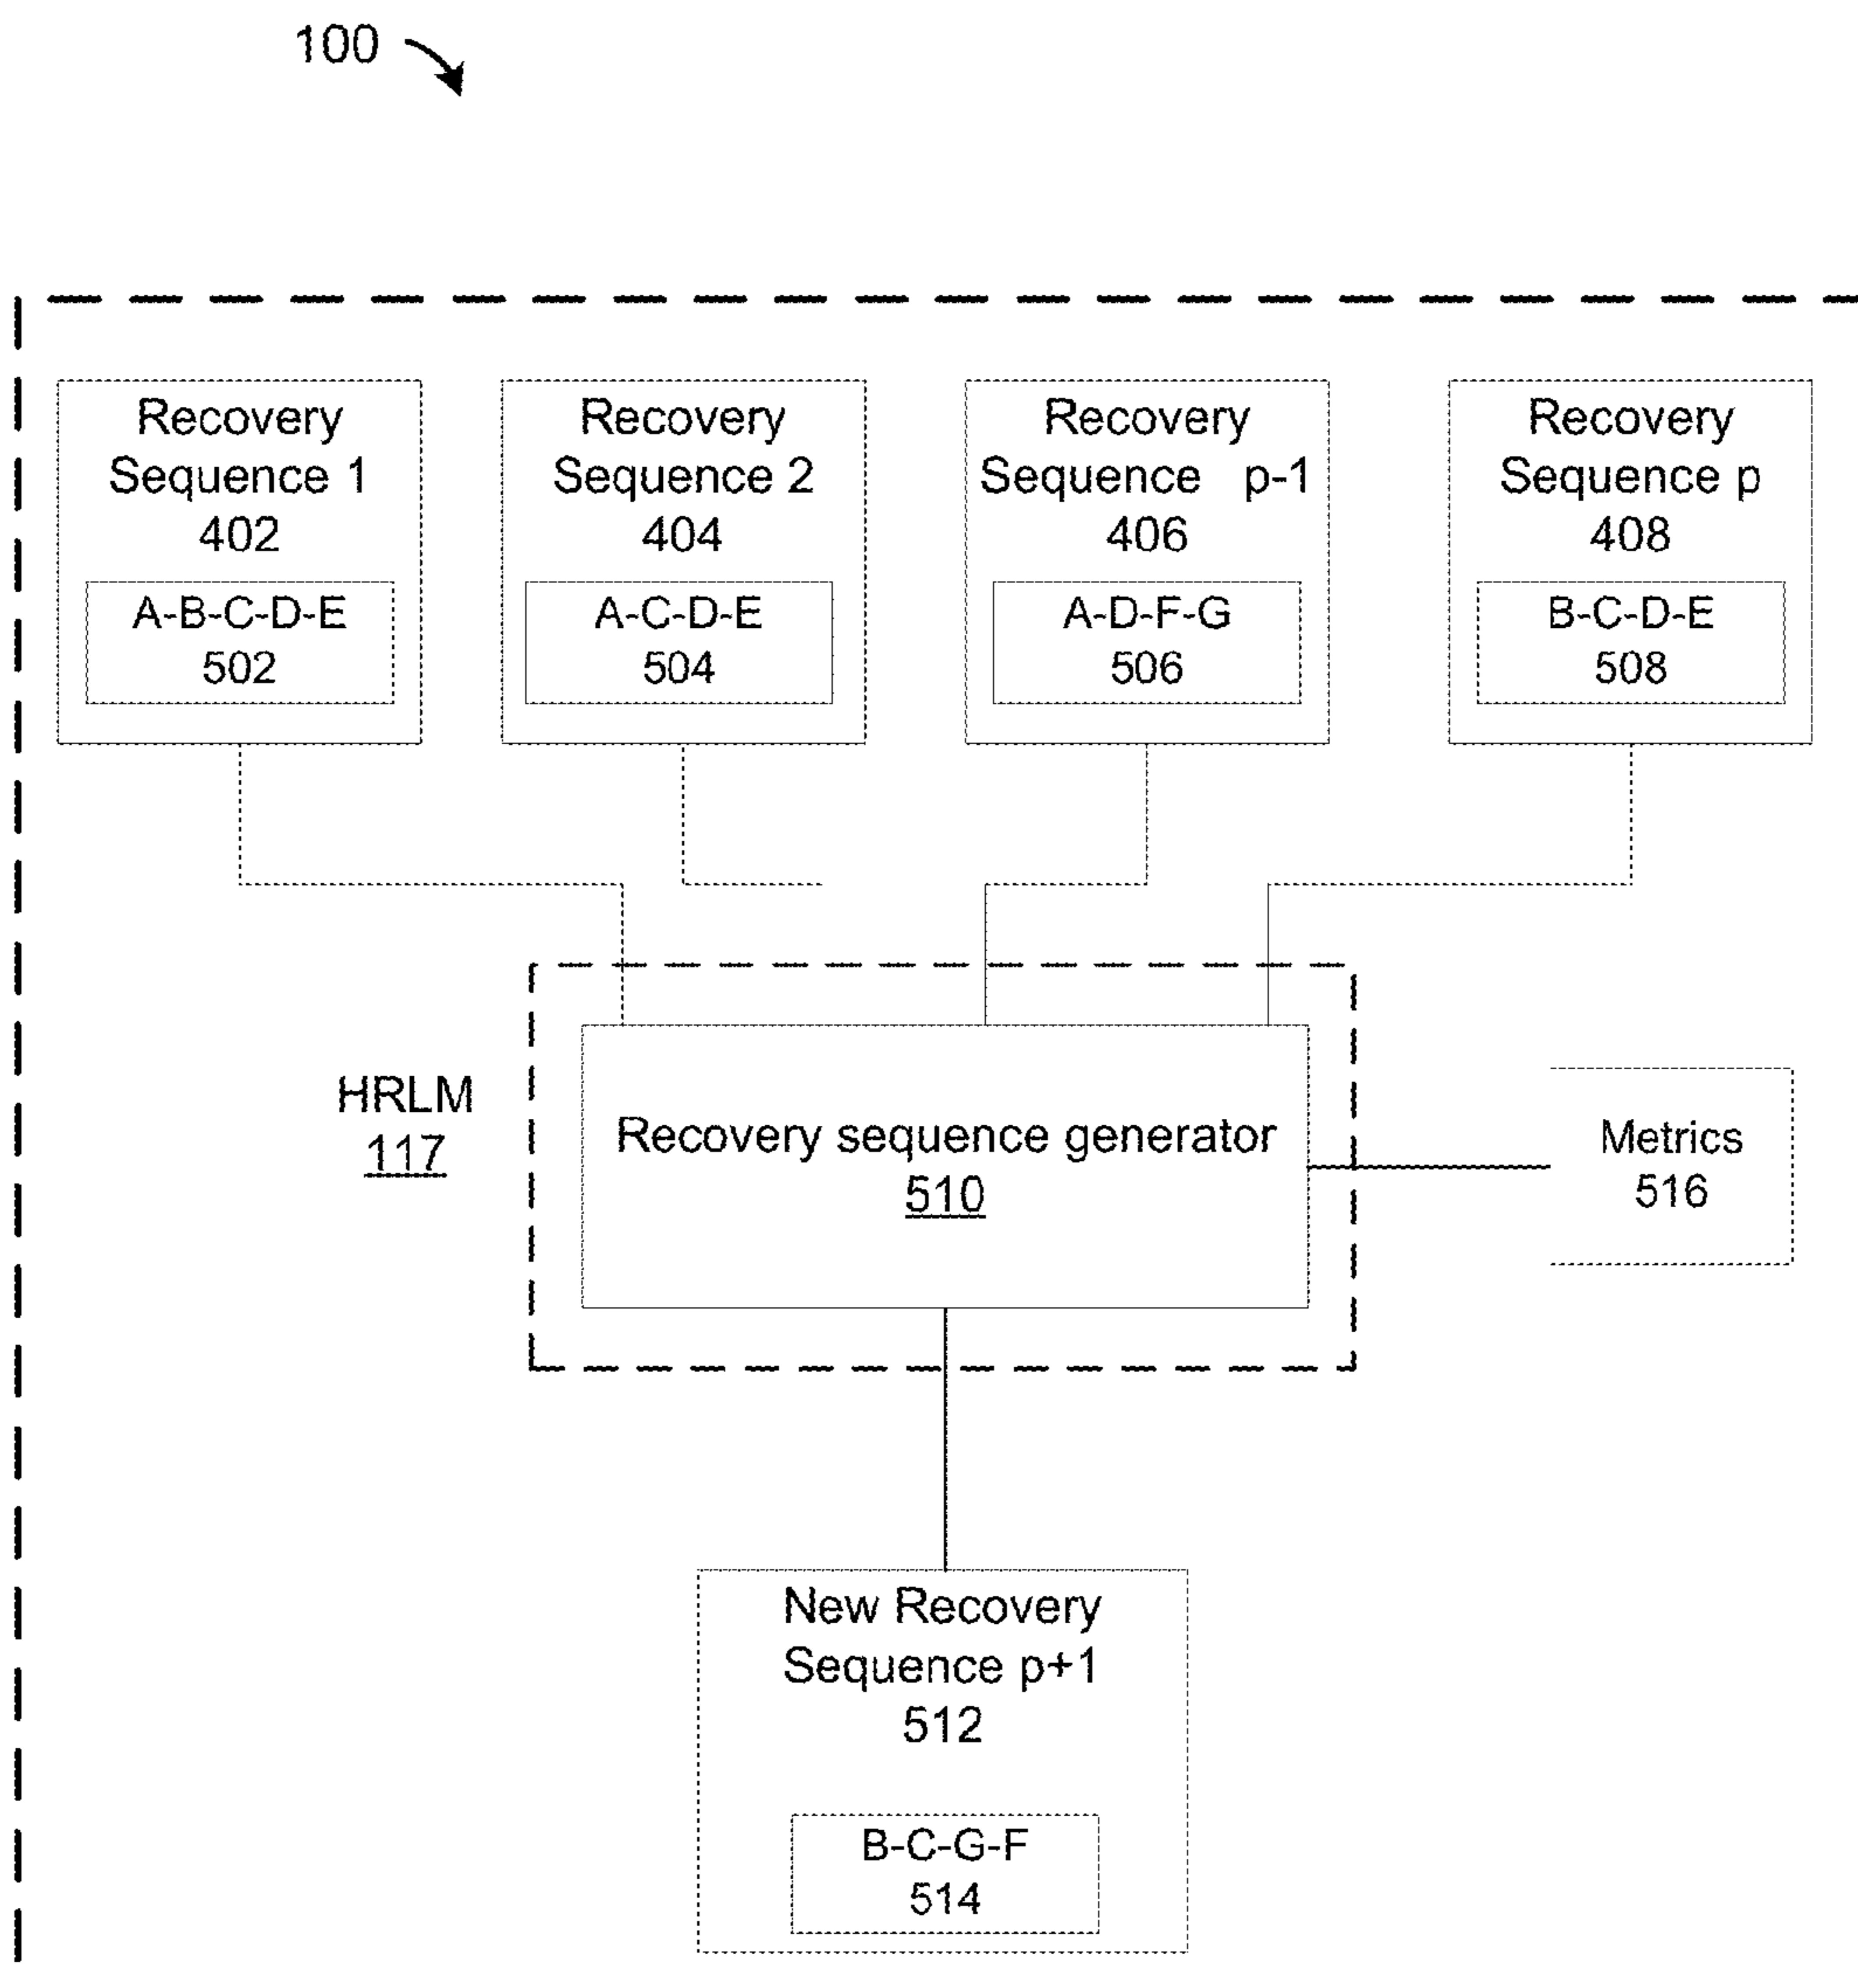 100
Recovery
Sequence 1
402
A-B-C-D-E
502
Recovery
Sequence 2
404
A-C-D-E
504
Recovery
Sequence p-1
406
A-D-F-G
506
Recovery
Sequence p
408
B-C-D-E
508
HRLM
117
Recovery sequence generator
510
Metrics
516
New Recovery
Sequence p+1
512
B-C-G-F
514